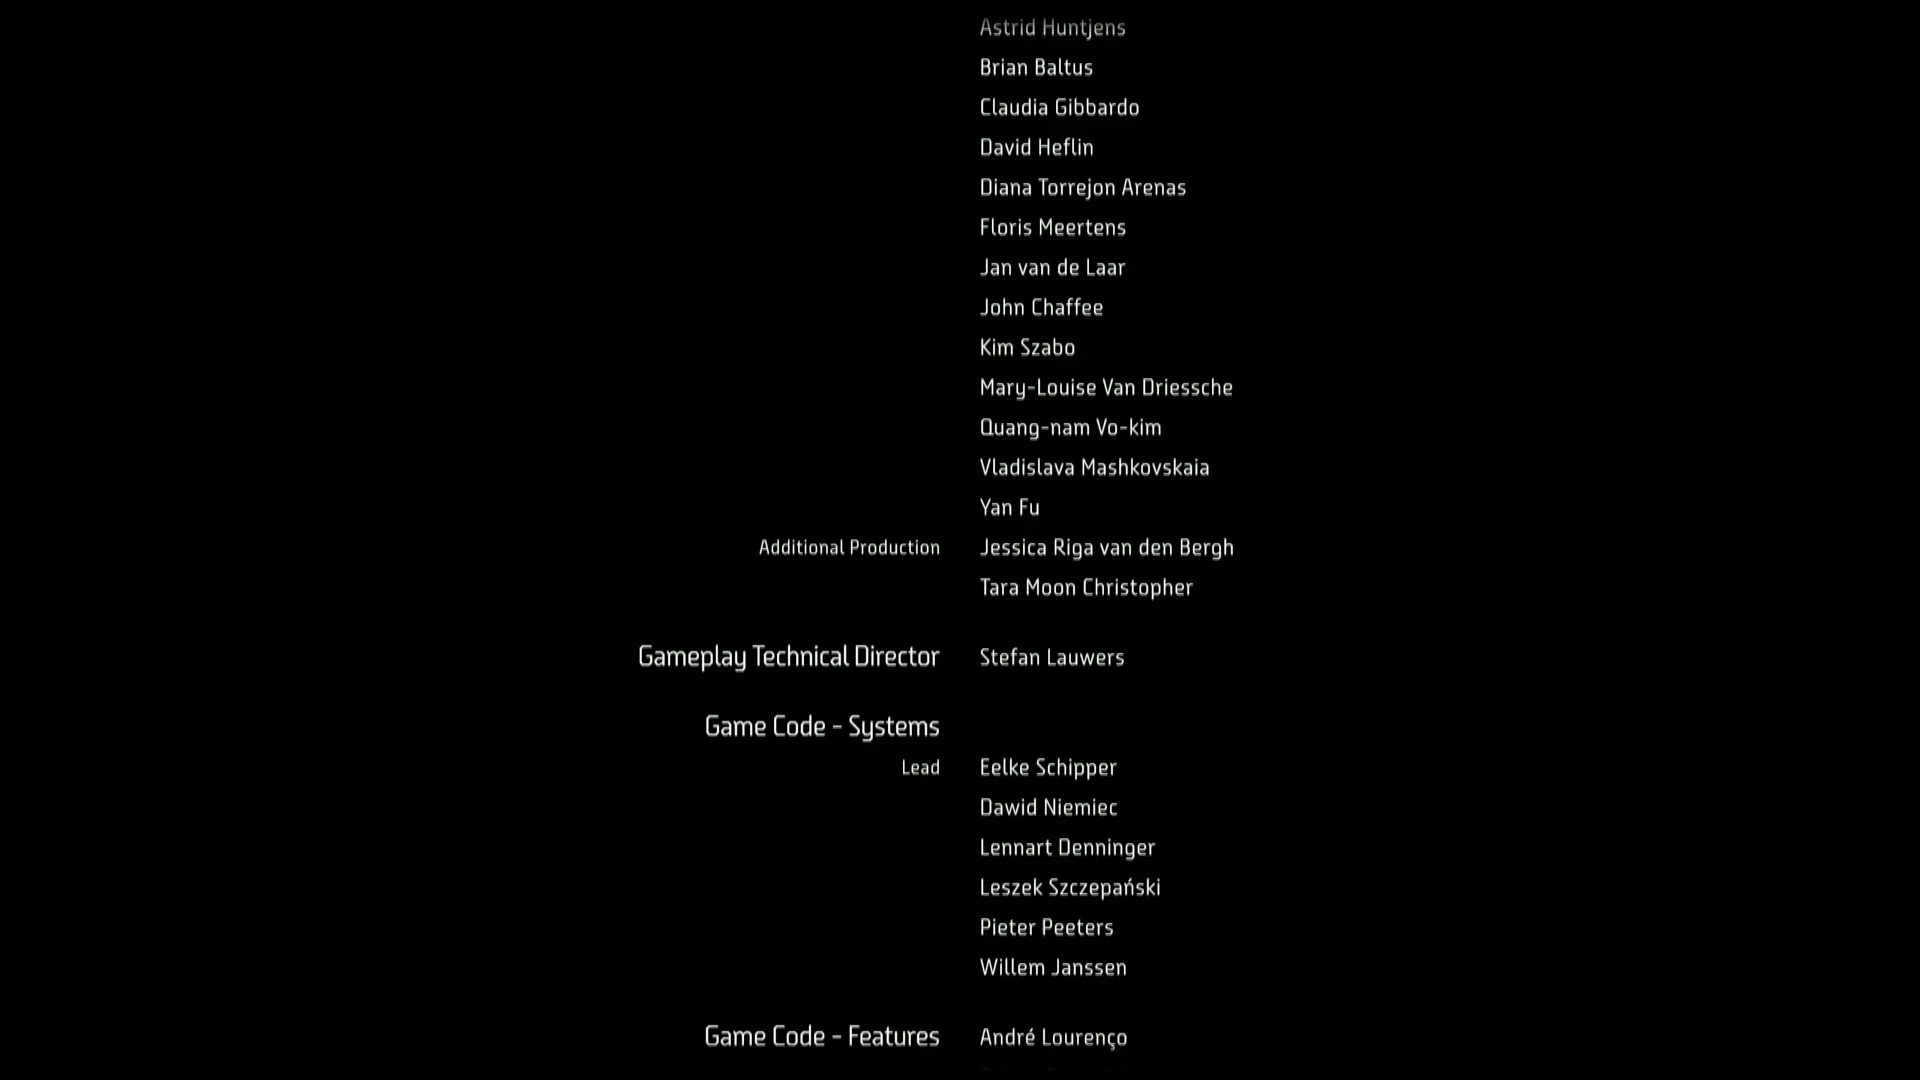 Astrid Huntjens
Brian Baltus
Claudia Gibbardo
David Heflin
Diana Torrejon Arenas
Floris Meertens
Jan van de Laar
John Chaffee
Kim Szabo
Mary-Louise Van Driessche
Quang-nam Vo-kim
Vladislava Mashkovskaia
Yan Fu
Additional Production Jessica Riga van den Bergh
Tara Moon Christopher
Gameplay Technical Director Stefan Lauwers
Game Code - Systems
Lead Eelke Schipper
Dawid Niemiec
Lennart Denninger
Leszek Szczepański
Pieter Peeters
Willem Janssen
Game Code - Features André Lourenço